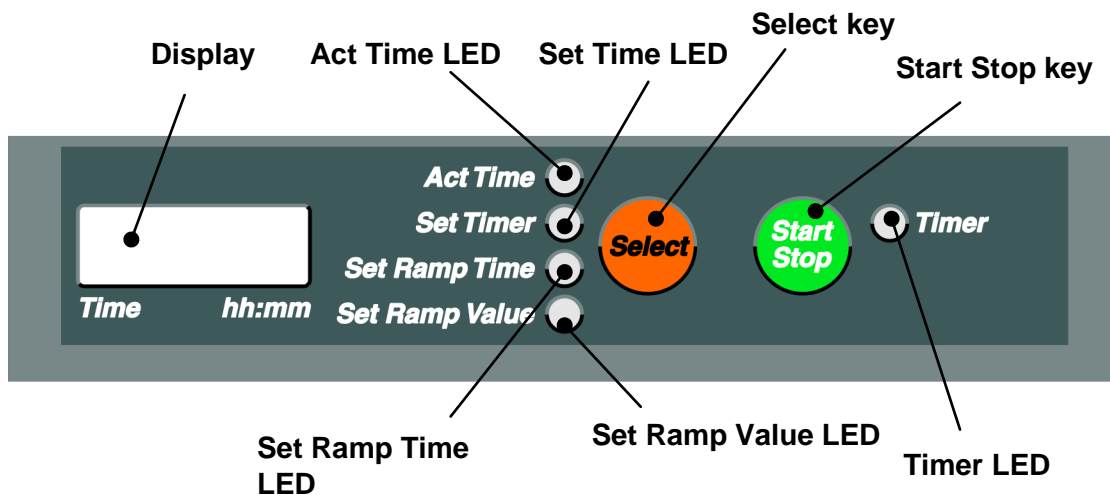 Select key
Display
Act Time LED
Set Time LED
Start Stop key
Act Time
Set Timer
Select
Start
Stop
Timer
Set Ramp Time
Time
hh:mm
Set Ramp Value
Set Ramp Time
LED
Set Ramp Value LED
Timer LED